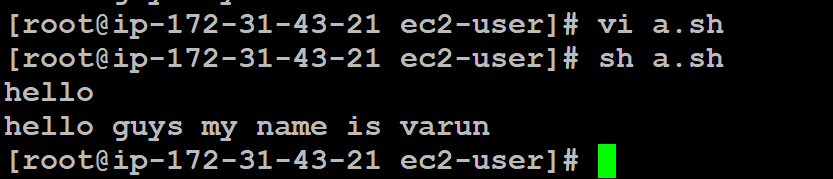 [root@ip-172-31-43-21 ec2-user]# vi a.sh
[root@ip-172-31-43-21 ec2-user]# sh a.sh
hello
hello guys my name is varun
[root@ip-172-31-43-21 ec2-user]#